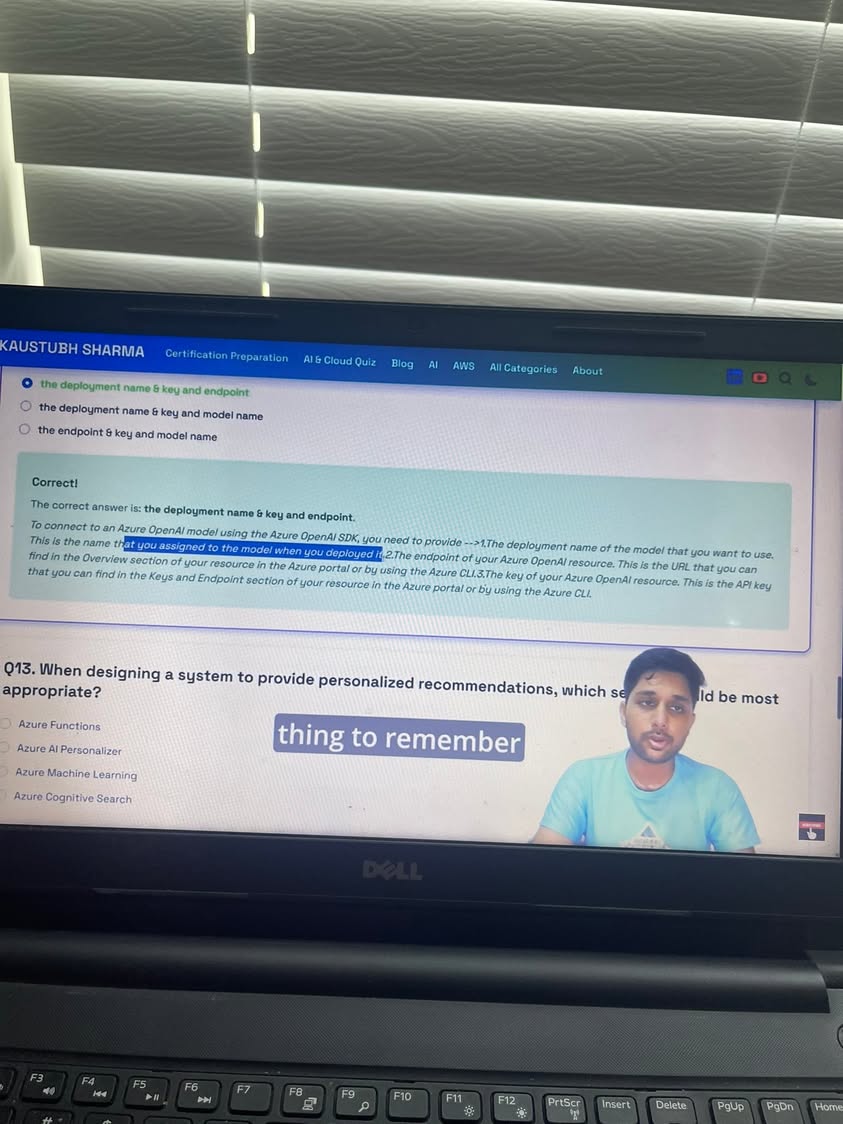 KAUSTUBH SHARMA Certification Preparation AI & Cloud Quiz Blog AI AWS All Categories About
the deployment name & key and endpoint
the deployment name & key and model name
the endpoint & key and model name
Correct!
The correct answer is: the deployment name & key and endpoint.
To connect to an Azure OpenAI model using the Azure OpenAI SDK, you need to provide -->1.The deployment name of the model that you want to use.
This is the name that you assigned to the model when you deployed it.2.The endpoint of your Azure OpenAI resource. This is the URL that you can
find in the Overview section of your resource in the Azure portal or by using the Azure CLI.3.The key of your Azure OpenAI resource. This is the API key
that you can find in the Keys and Endpoint section of your resource in the Azure portal or by using the Azure CLI.
Q13. When designing a system to provide personalized recommendations, which se ld be most
appropriate?
Azure Functions
Azure AI Personalizer
Azure Machine Learning
Azure Cognitive Search
thing to remember
DELL
F3 F4 F5 F6 F7 F8 F9 F10 F11 F12 PrtScr Insert Delete PgUp PgDn Home
#